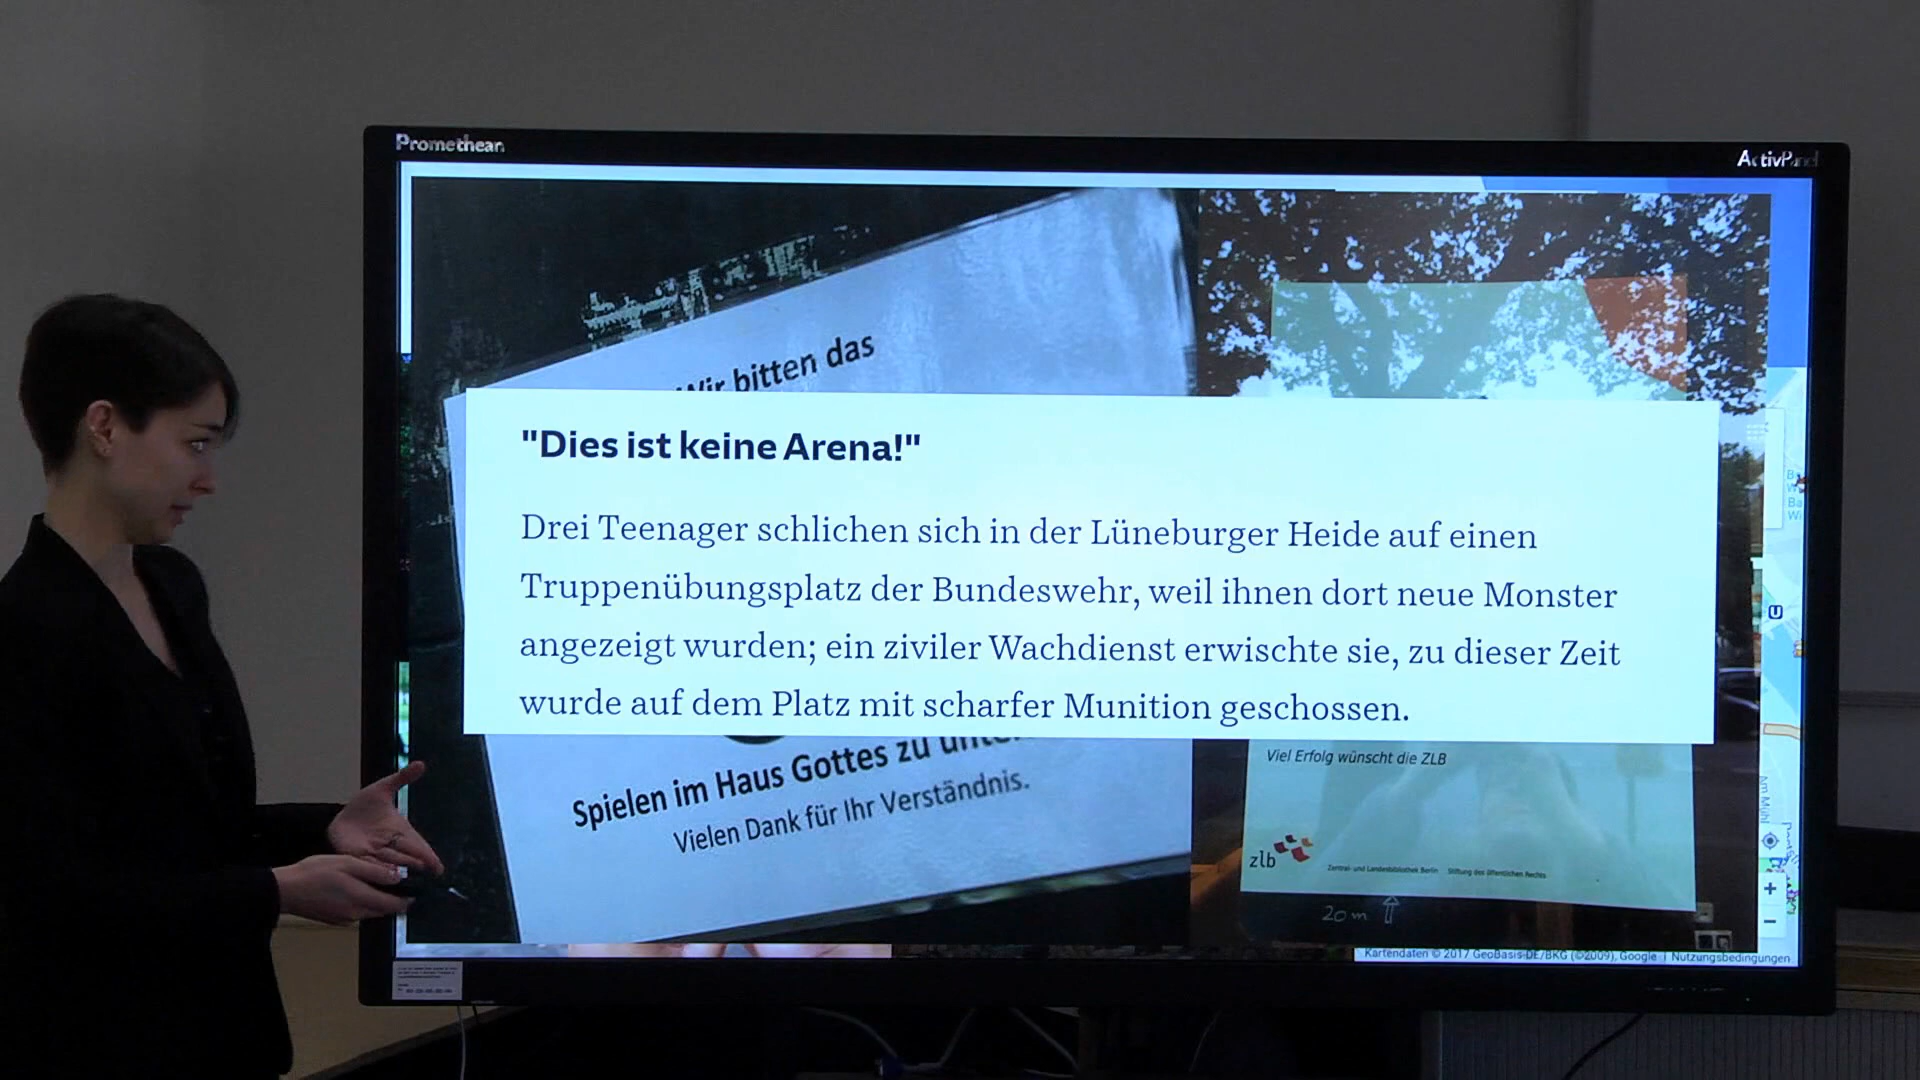 Promethean
ActivPanel
Wir bitten das
"Dies ist keine Arena!"
Drei Teenager schlichen sich in der Lüneburger Heide auf einen
Truppenübungsplatz der Bundeswehr, weil ihnen dort neue Monster
angezeigt wurden; ein ziviler Wachdienst erwischte sie, zu dieser Zeit
wurde auf dem Platz mit scharfer Munition geschossen.
Spielen im Haus Gottes zu
Vielen Dank für Ihr Verständnis.
Viel Erfolg wünscht die ZLB
zlb
Zentral- und Landesbibliothek Berlin Stiftung des öffentlichen Rechts
20 m
Am Mühl
Kartendaten © 2017 GeoBasis-DE/BKG (©2009), Google | Nutzungsbedingungen